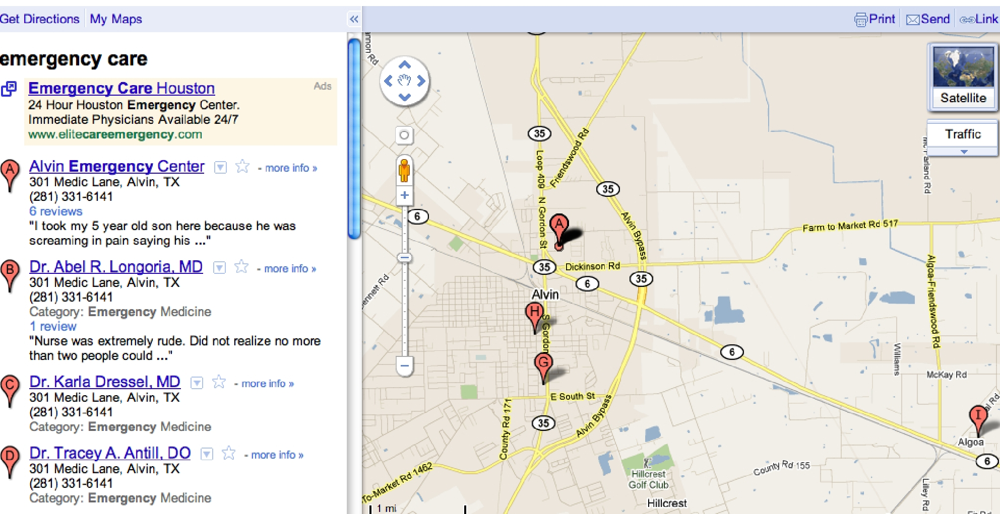 Get Directions My Maps
Print Send Link
emergency care
Emergency Care Houston
Ads
24 Hour Houston Emergency Center.
Immediate Physicians Available 24/7
www.elitecareemergency.com
A
Alvin Emergency Center - more info »
301 Medic Lane, Alvin, TX
(281) 331-6141
6 reviews
"I took my 5 year old son here because he was
screaming in pain saying his ..."
B
Dr. Abel R. Longoria, MD - more info »
301 Medic Lane, Alvin, TX
(281) 331-6141
Category: Emergency Medicine
1 review
"Nurse was extremely rude. Did not realize no more
than two people could ..."
C
Dr. Karla Dressel, MD - more info »
301 Medic Lane, Alvin, TX
(281) 331-6141
Category: Emergency Medicine
D
Dr. Tracey A. Antill, DO - more info »
301 Medic Lane, Alvin, TX
(281) 331-6141
Category: Emergency Medicine
Rd
Satellite
Traffic
35
Loop 409
Friendswood Rd
35
Rd
6
N Gordon St
A
Alvin Bypass
Farm to Market Rd 517
35
Dickinson Rd
35
6
Rd
Alvin
Algoa-Friendswood Rd
H
S Gordon
G
6
Williams
McKay Rd
E South St
County Rd 171
Alvin Bypass
35
I
Rd
Algoa
6
To-Market Rd 1462
County Rd 155
Hillcrest
Golf Club
Lilley Rd
Hillcrest
1 mi